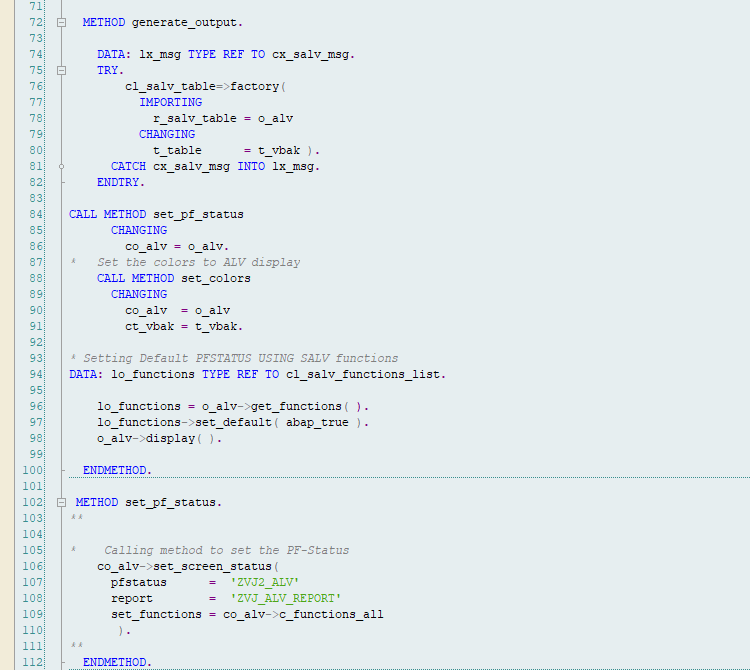 71
72 METHOD generate_output.
73
74 DATA: lx_msg TYPE REF TO cx_salv_msg.
75 TRY.
76 cl_salv_table=>factory(
77 IMPORTING
78 r_salv_table = o_alv
79 CHANGING
80 t_table = t_vbak ).
81 CATCH cx_salv_msg INTO lx_msg.
82 ENDTRY.
83
84 CALL METHOD set_pf_status
85 CHANGING
86 co_alv = o_alv.
87 * Set the colors to ALV display
88 CALL METHOD set_colors
89 CHANGING
90 co_alv = o_alv
91 ct_vbak = t_vbak.
92
93 * Setting Default PFSTATUS USING SALV functions
94 DATA: lo_functions TYPE REF TO cl_salv_functions_list.
95
96 lo_functions = o_alv->get_functions( ).
97 lo_functions->set_default( abap_true ).
98 o_alv->display( ).
99
100 ENDMETHOD.
101
102 METHOD set_pf_status.
103 **
104
105 * Calling method to set the PF-Status
106 co_alv->set_screen_status(
107 pfstatus = 'ZVJ2_ALV'
108 report = 'ZVJ_ALV_REPORT'
109 set_functions = co_alv->c_functions_all
110 ).
111 **
112 ENDMETHOD.